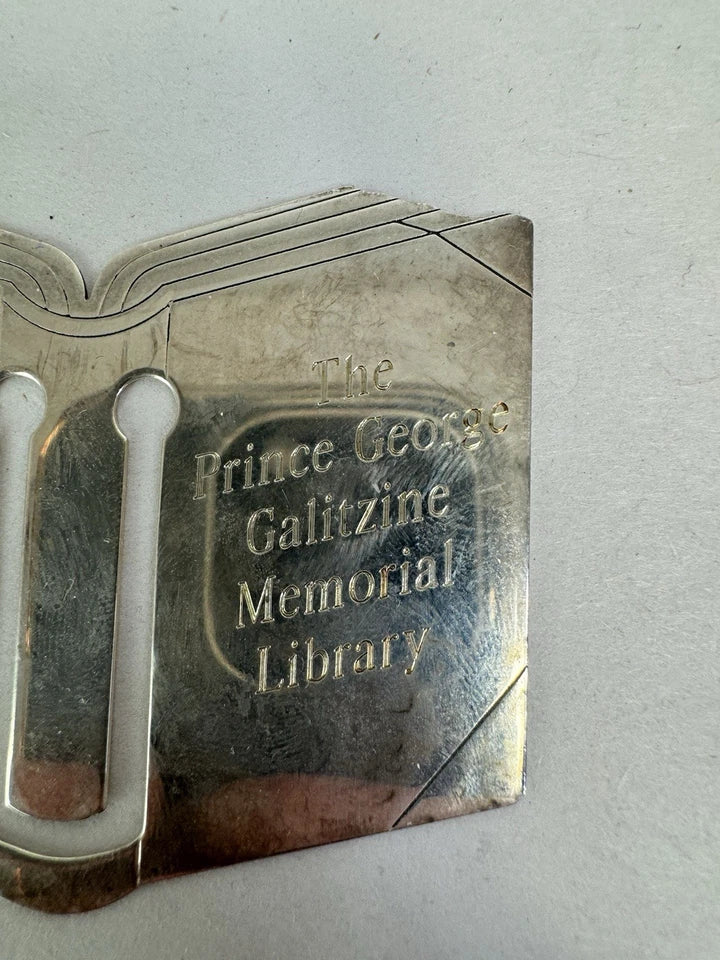 The
Prince George
Galitzine
Memorial
Library